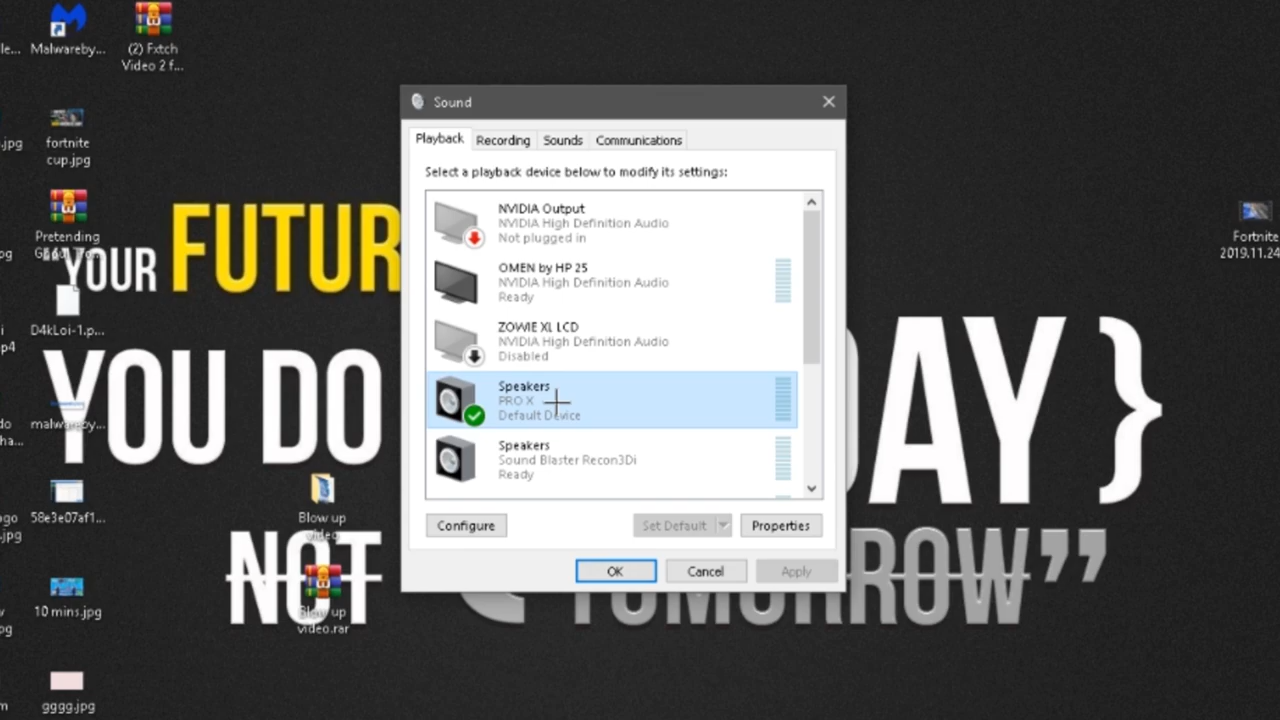 Malwareby...
(2) Fxtch
Video 2 f...
.jpg
fortnite
cup.jpg
Pretending
D4kLoi-1.p...
malwareby...
58e3e07af1...
10 mins.jpg
gggg.jpg
Blow up
video
Blow up
video.rar
Fortnite
2019.11.24
“YOUR FUTUR
YOU DO
DAY }
NOT
TOMORROW”
Sound
Playback
Recording
Sounds
Communications
Select a playback device below to modify its settings:
NVIDIA Output
NVIDIA High Definition Audio
Not plugged in
OMEN by HP 25
NVIDIA High Definition Audio
Ready
ZOWIE XL LCD
NVIDIA High Definition Audio
Disabled
Speakers
PRO X
Default Device
Speakers
Sound Blaster Recon3Di
Ready
Configure
Set Default
Properties
OK
Cancel
Apply